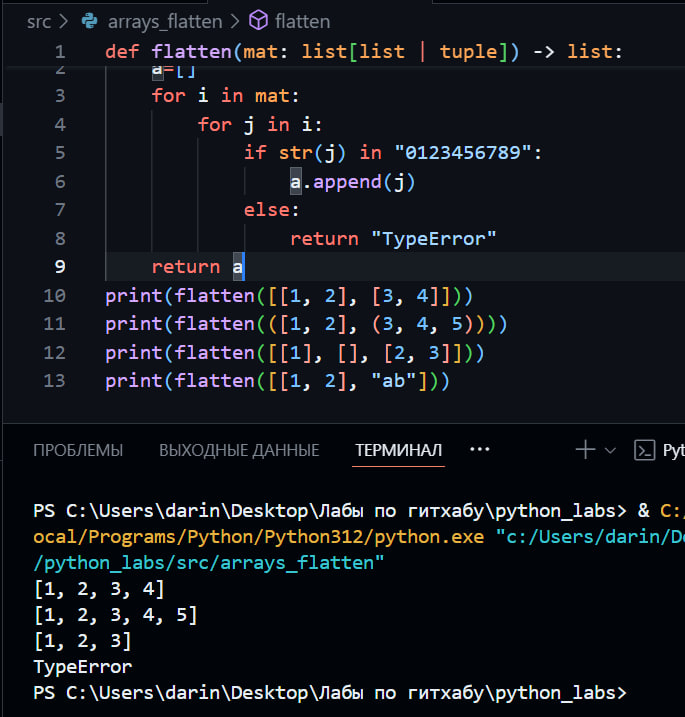 src > arrays_flatten > flatten
1 def flatten(mat: list[list | tuple]) -> list:
2 a=[]
3 for i in mat:
4 for j in i:
5 if str(j) in "0123456789":
6 a.append(j)
7 else:
8 return "TypeError"
9 return a
10 print(flatten([[1, 2], [3, 4]]))
11 print(flatten(([1, 2], (3, 4, 5))))
12 print(flatten([[1], [], [2, 3]]))
13 print(flatten([[1, 2], "ab"]))
ПРОБЛЕМЫ ВЫХОДНЫЕ ДАННЫЕ ТЕРМИНАЛ ··· Pyt
PS C:\Users\darin\Desktop\Лабы по гитхабу\python_labs> & C:/
ocal/Programs/Python/Python312/python.exe "c:/Users/darin/De
/python_labs/src/arrays_flatten"
[1, 2, 3, 4]
[1, 2, 3, 4, 5]
[1, 2, 3]
TypeError
PS C:\Users\darin\Desktop\Лабы по гитхабу\python_labs>